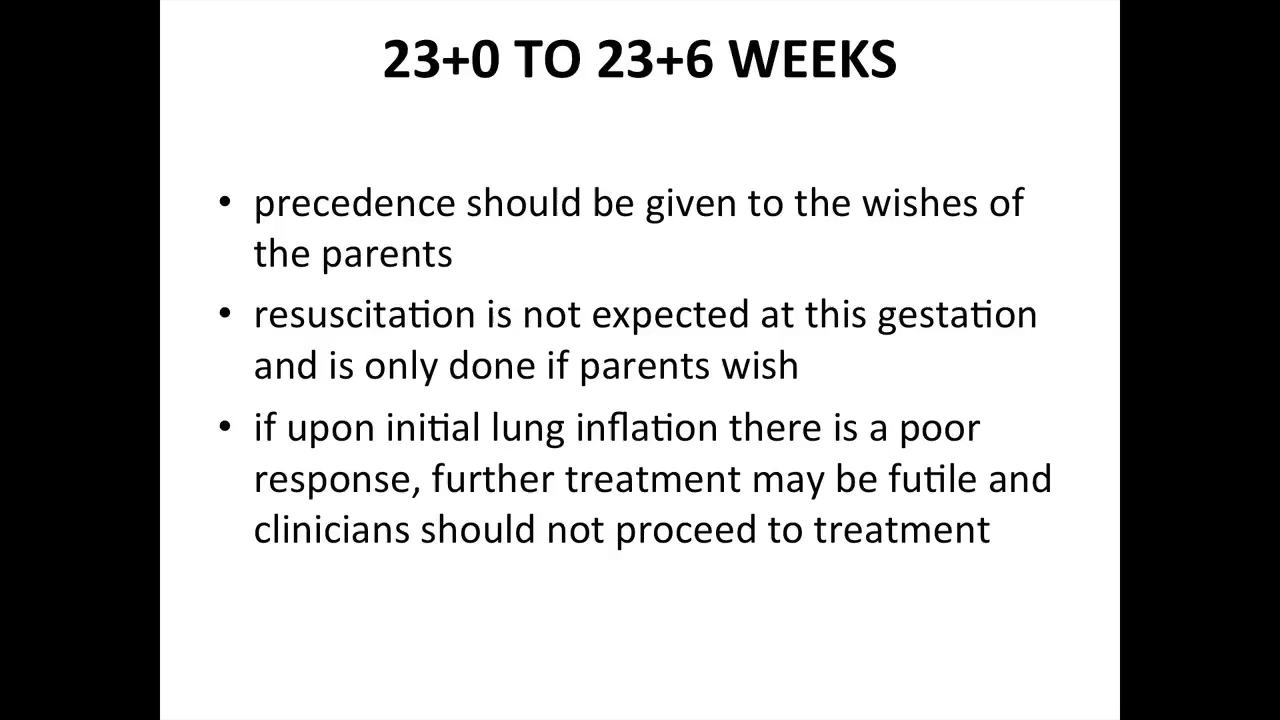 23+0 TO 23+6 WEEKS
• precedence should be given to the wishes of
the parents
• resuscitation is not expected at this gestation
and is only done if parents wish
• if upon initial lung inflation there is a poor
response, further treatment may be futile and
clinicians should not proceed to treatment